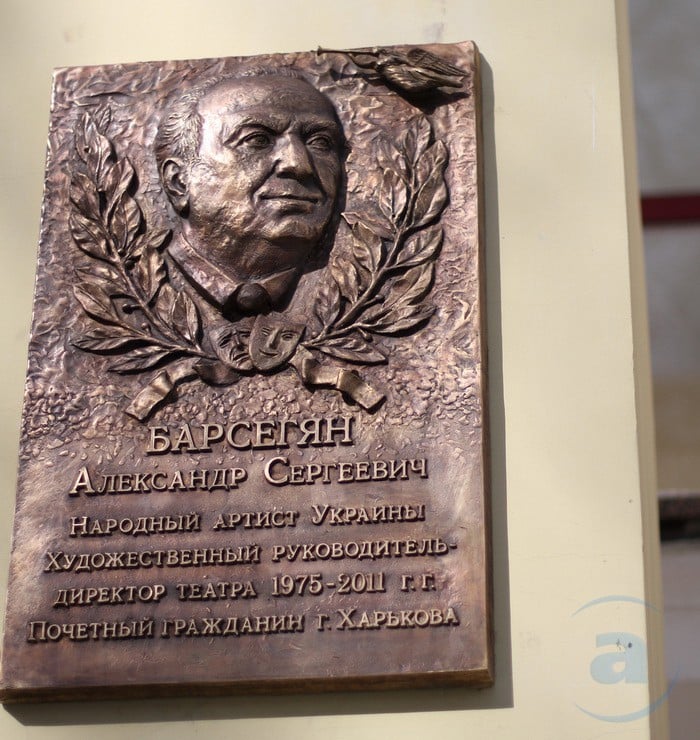 БАРСЕГЯН
АЛЕКСАНДР СЕРГЕЕВИЧ
НАРОДНЫЙ АРТИСТ УКРАИНЫ
ХУДОЖЕСТВЕННЫЙ РУКОВОДИТЕЛЬ-
ДИРЕКТОР ТЕАТРА 1975-2011 Г.Г.
ПОЧЕТНЫЙ ГРАЖДАНИН Г. ХАРЬКОВА
a